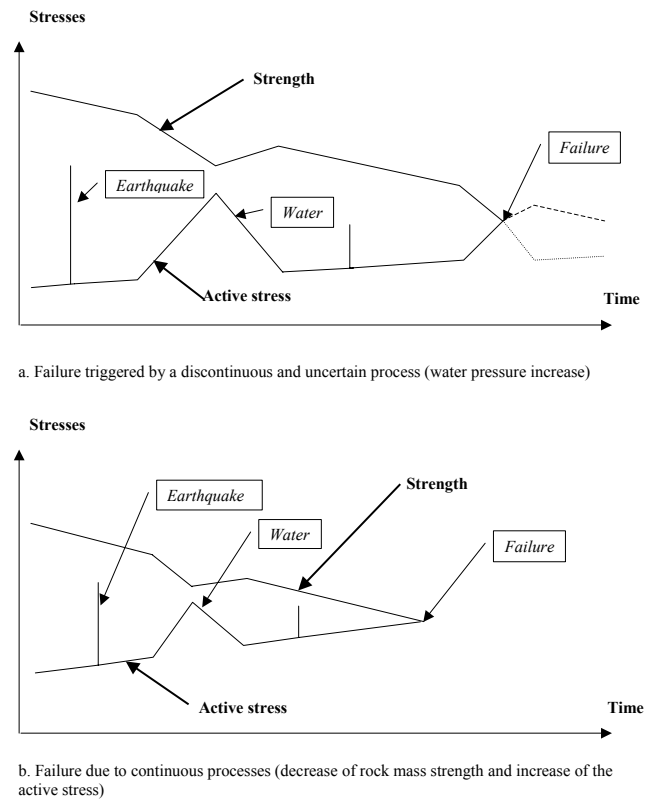 Stresses
Strength
Failure
Earthquake
Water
Active stress
Time
a. Failure triggered by a discontinuous and uncertain process (water pressure increase)
Stresses
Strength
Earthquake
Water
Failure
Active stress
Time
b. Failure due to continuous processes (decrease of rock mass strength and increase of the
active stress)